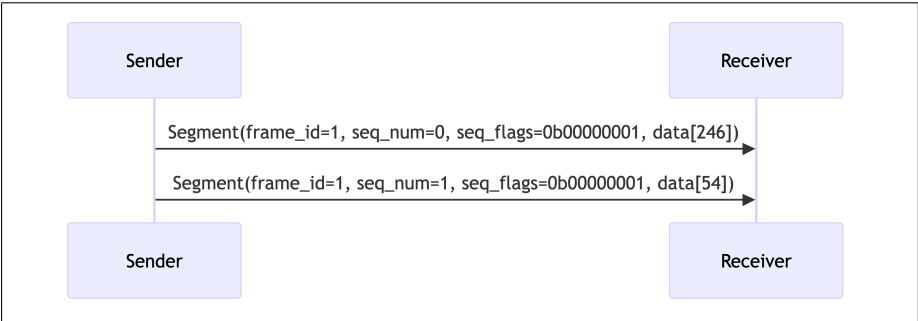 Sender
Receiver
Segment(frame_id=1, seq_num=0, seq_flags=0b00000001, data[246])
Segment(frame_id=1, seq_num=1, seq_flags=0b00000001, data[54])
Sender
Receiver